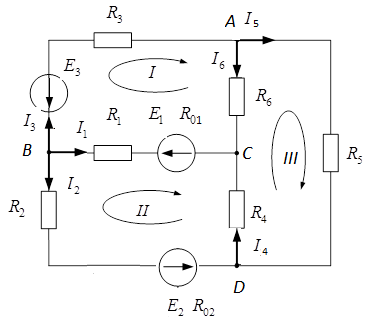 R₃
A I₅
E₃
I
I₆
R₆
I₃
I₁ R₁ E₁ R₀₁
B
C
III
R₅
I₂
R₂
II
R₄
I₄
D
E₂ R₀₂